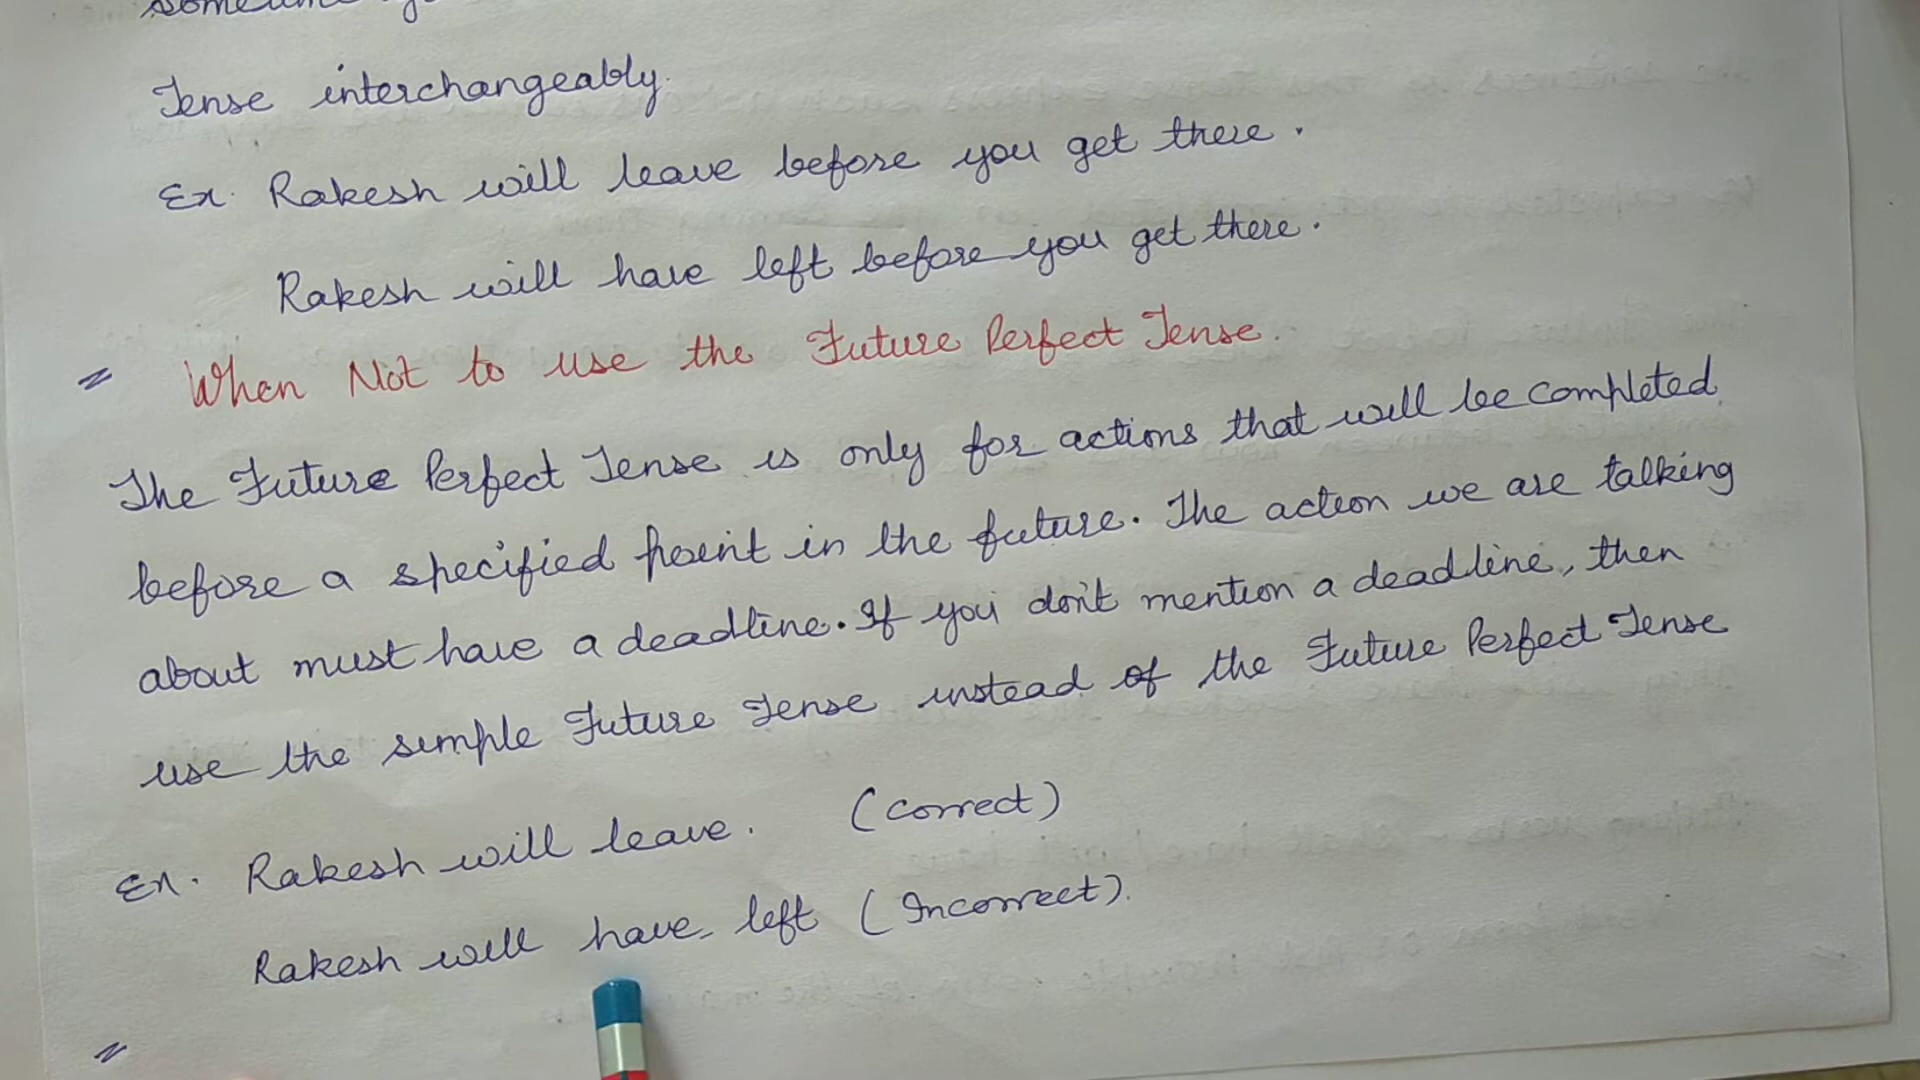 Tense interchangeably.
Ex. Rakesh will leave before you get there.
Rakesh will have left before you get there.
When Not to use the Future Perfect Tense.
The Future Perfect Tense is only for actions that will be completed
before a specified point in the future. The action we are talking
about must have a deadline. If you don't mention a deadline, then
use the simple Future Tense instead of the Future Perfect Tense
Ex. Rakesh will leave. (correct)
Rakesh will have left (Incorrect).